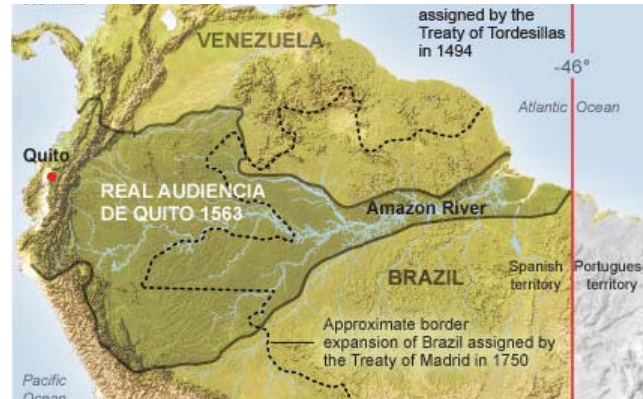 assigned by the
Treaty of Tordesillas
in 1494
VENEZUELA
-46°
Atlantic Ocean
Quito
REAL AUDIENCIA
DE QUITO 1563
Amazon River
BRAZIL
Spanish
territory
Portuguese
territory
Approximate border
expansion of Brazil assigned by
the Treaty of Madrid in 1750
Pacific
Ocean